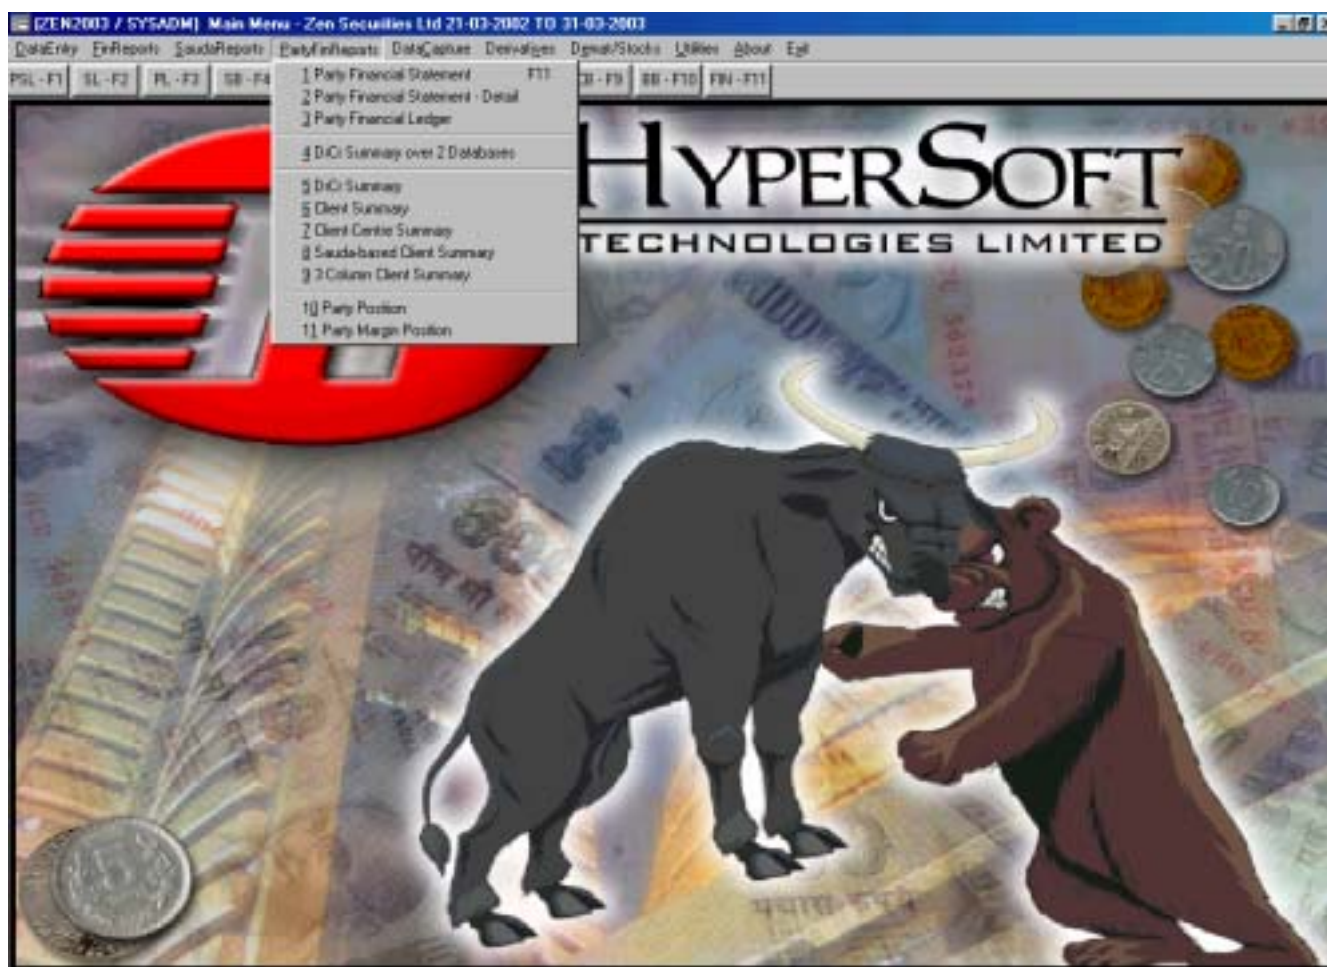 [ZEN2003 / SYSADM] Main Menu - Zen Securities Ltd 21-03-2002 TO 31-03-2003
DataEntry FinReports SaudaReports PartyFinReports DataCapture Derivatives Demat/Stocks Utilities About Exit
PSL - F1 SL - F2 PL - F3 SB - F4 CB - F9 BB - F10 FIN - F11
1 Party Financial Statement F11
2 Party Financial Statement - Detail
3 Party Financial Ledger
4 Dr/Cr Summary over 2 Databases
5 Dr/Cr Summary
6 Client Summary
7 Client Centre Summary
8 Sauda-based Client Summary
9 3 Column Client Summary
10 Party Position
11 Party Margin Position
HYPERSOFT
TECHNOLOGIES LIMITED